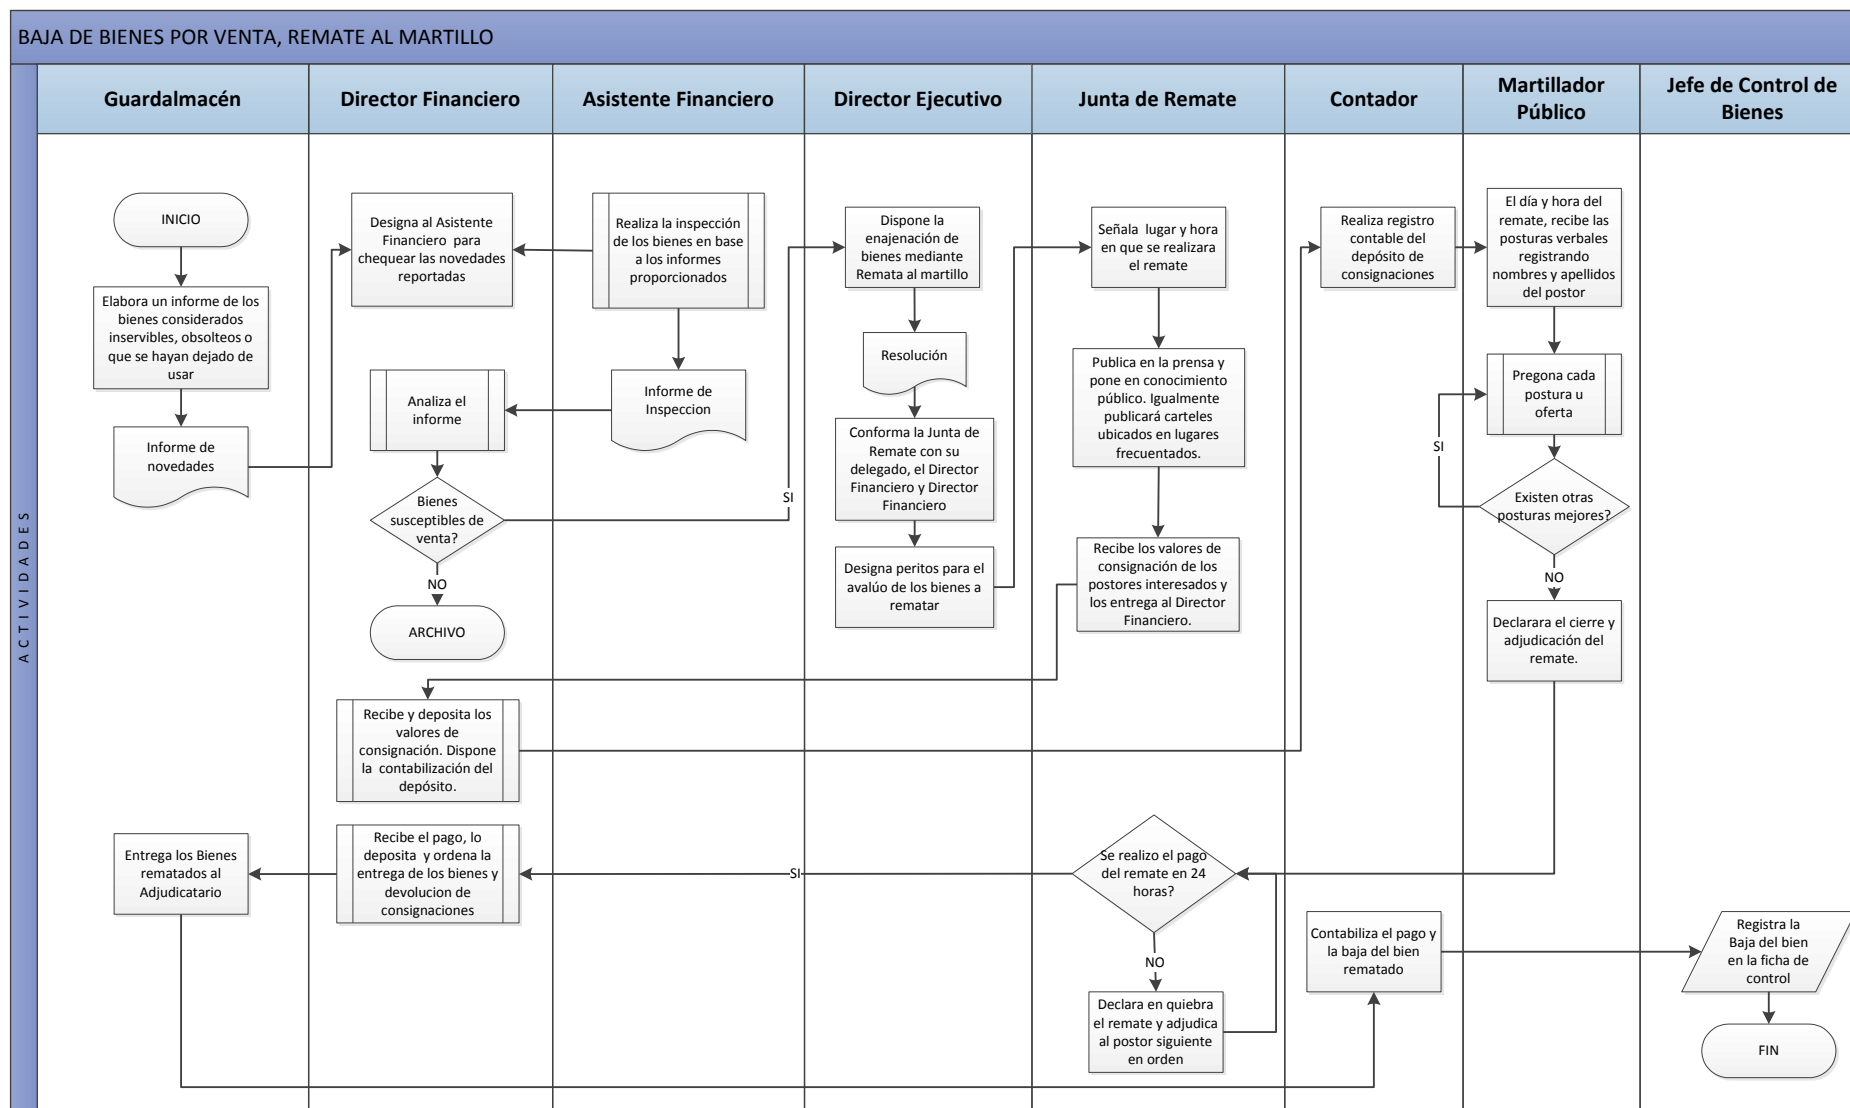 BAJA DE BIENES POR VENTA, REMATE AL MARTILLO
ACTIVIDADES
Guardalmacén
Director Financiero
Asistente Financiero
Director Ejecutivo
Junta de Remate
Contador
Martillador
Público
Jefe de Control de
Bienes
INICIO
Elabora un informe de los
bienes considerados
inservibles, obsolteos o
que se hayan dejado de
usar
Informe de
novedades
Designa al Asistente
Financiero para
chequear las novedades
reportadas
Realiza la inspección
de los bienes en base
a los informes
proporcionados
Informe de
Inspeccion
Analiza el
informe
Bienes
susceptibles de
venta?
SI
NO
ARCHIVO
Dispone la
enajenación de
bienes mediante
Remata al martillo
Resolución
Conforma la Junta de
Remate con su
delegado, el Director
Financiero y Director
Financiero
Designa peritos para el
avalúo de los bienes a
rematar
Señala lugar y hora
en que se realizara
el remate
Publica en la prensa y
pone en conocimiento
público. Igualmente
publicará carteles
ubicados en lugares
frecuentados.
Recibe los valores de
consignación de los
postores interesados y
los entrega al Director
Financiero.
Recibe y deposita los
valores de
consignación. Dispone
la contabilización del
depósito.
Realiza registro
contable del
depósito de
consignaciones
El día y hora del
remate, recibe las
posturas verbales
registrando
nombres y apellidos
del postor
Pregona cada
postura u
oferta
SI
Existen otras
posturas mejores?
NO
Declarara el cierre y
adjudicación del
remate.
Se realizo el pago
del remate en 24
horas?
SI
NO
Declara en quiebra
el remate y adjudica
al postor siguiente
en orden
Recibe el pago, lo
deposita y ordena la
entrega de los bienes y
devolucion de
consignaciones
Entrega los Bienes
rematados al
Adjudicatario
Contabiliza el pago y
la baja del bien
rematado
Registra la
Baja del bien
en la ficha de
control
FIN